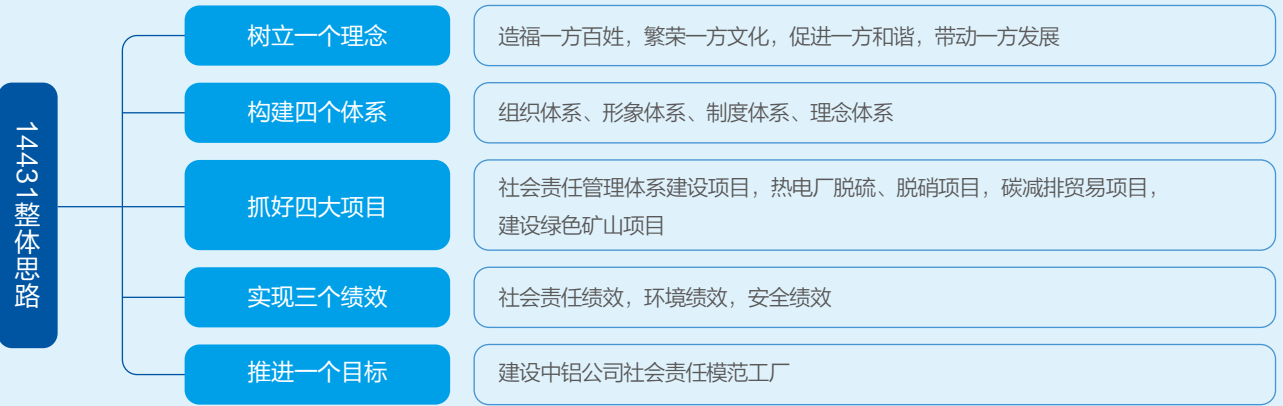 14431整体思路
树立一个理念
造福一方百姓，繁荣一方文化，促进一方和谐，带动一方发展
构建四个体系
组织体系、形象体系、制度体系、理念体系
抓好四大项目
社会责任管理体系建设项目，热电厂脱硫、脱硝项目，碳减排贸易项目，
建设绿色矿山项目
实现三个绩效
社会责任绩效，环境绩效，安全绩效
推进一个目标
建设中铝公司社会责任模范工厂